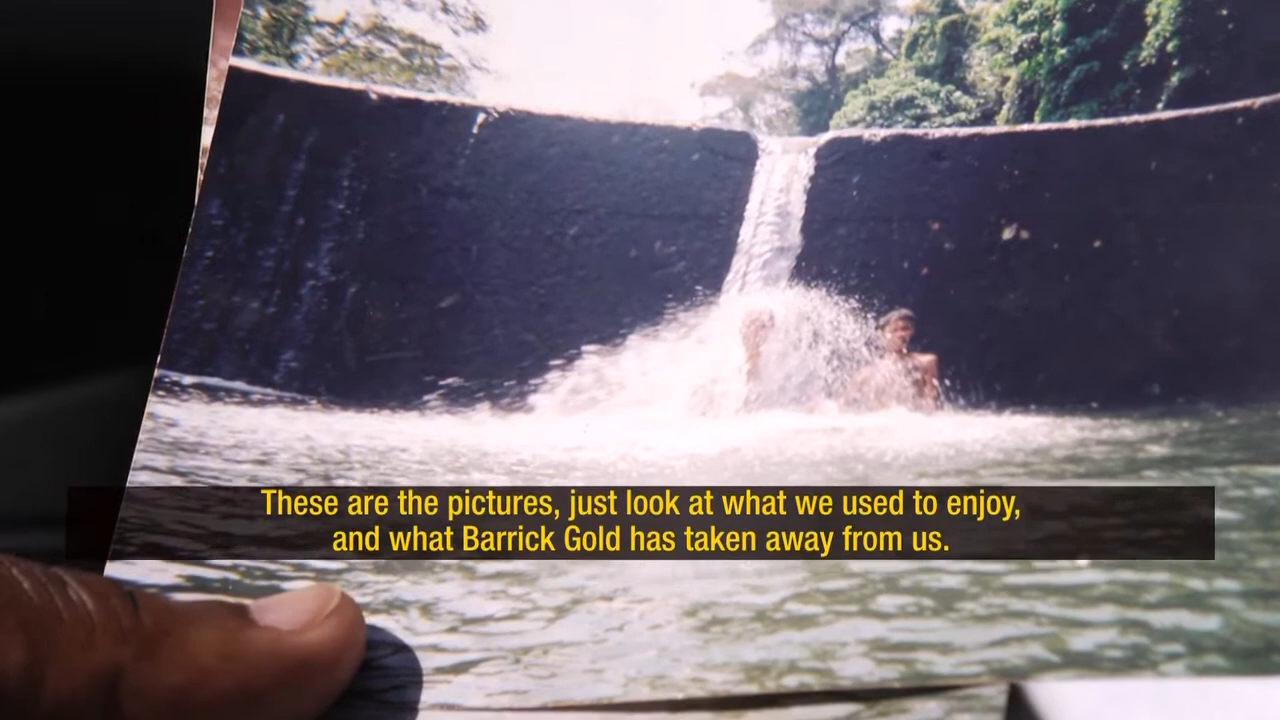 These are the pictures, just look at what we used to enjoy,
and what Barrick Gold has taken away from us.